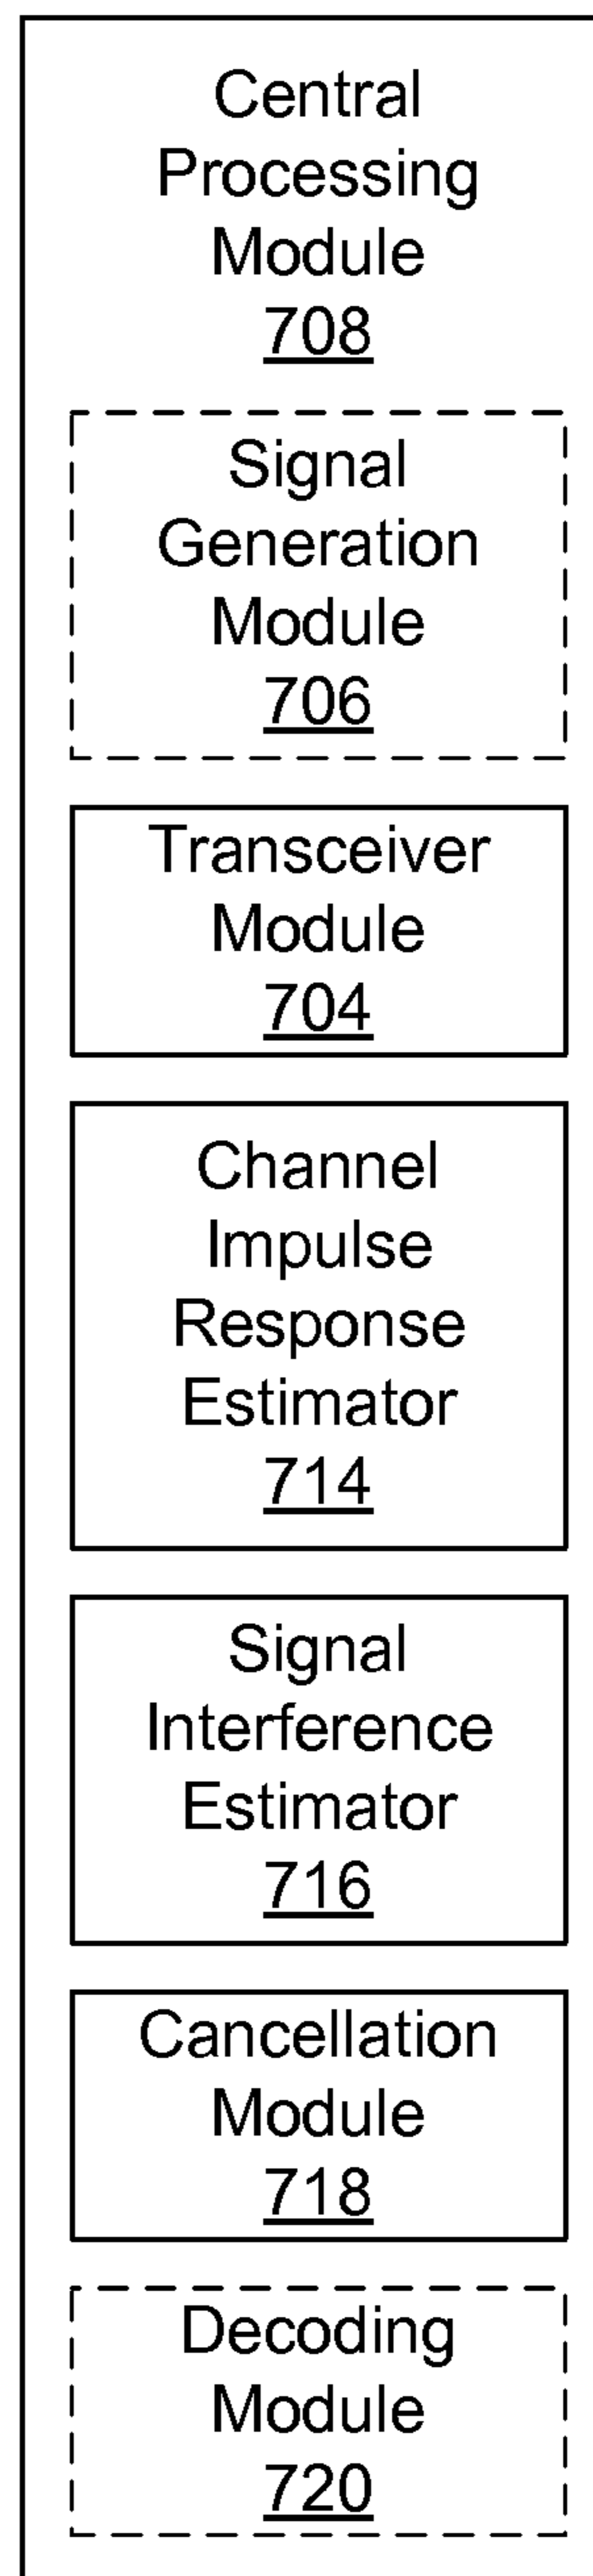 Central
Processing
Module
708
Signal
Generation
Module
706
Transceiver
Module
704
Channel
Impulse
Response
Estimator
714
Signal
Interference
Estimator
716
Cancellation
Module
718
Decoding
Module
720